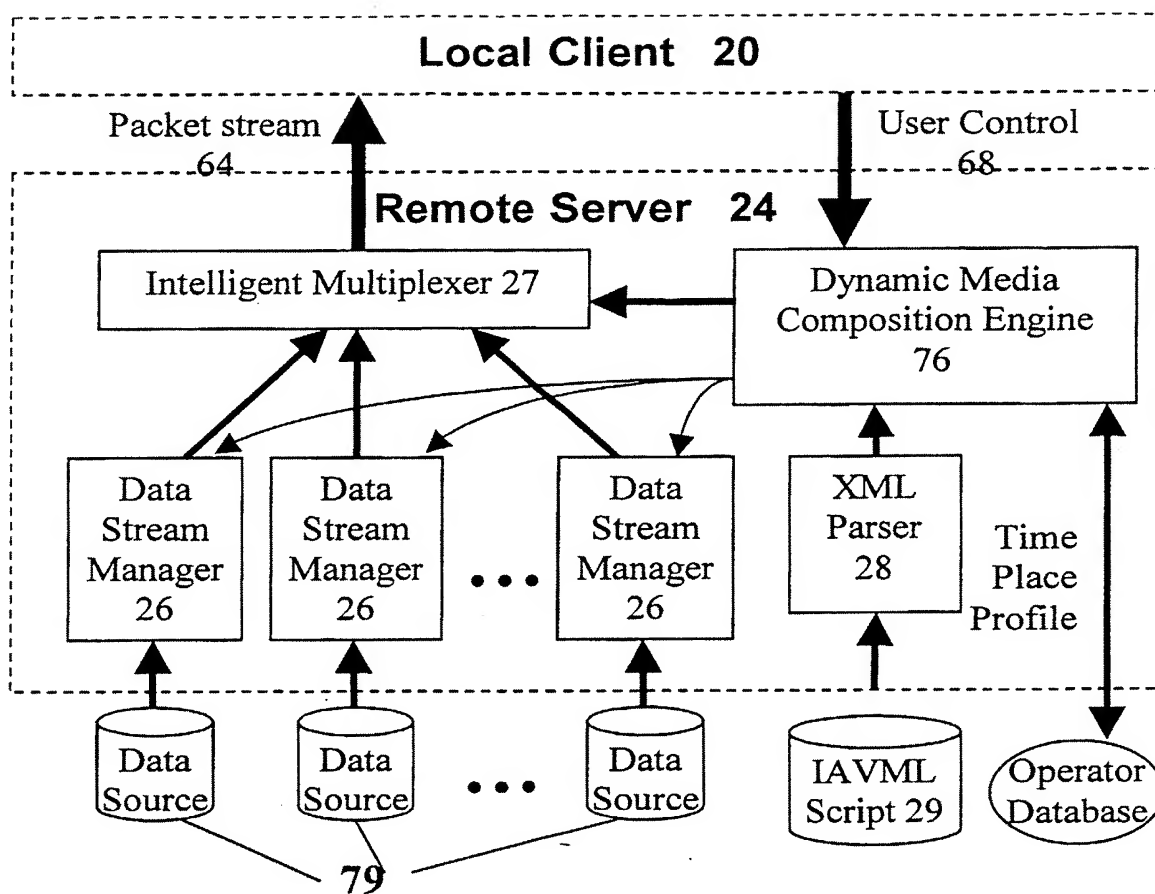 Local Client 20
Packet stream
64
User Control
68
Remote Server 24
Intelligent Multiplexer 27
Dynamic Media
Composition Engine
76
Data
Stream
Manager
26
Data
Stream
Manager
26
Data
Stream
Manager
26
XML
Parser
28
Time
Place
Profile
Data
Source
Data
Source
Data
Source
IAVML
Script 29
Operator
Database
79